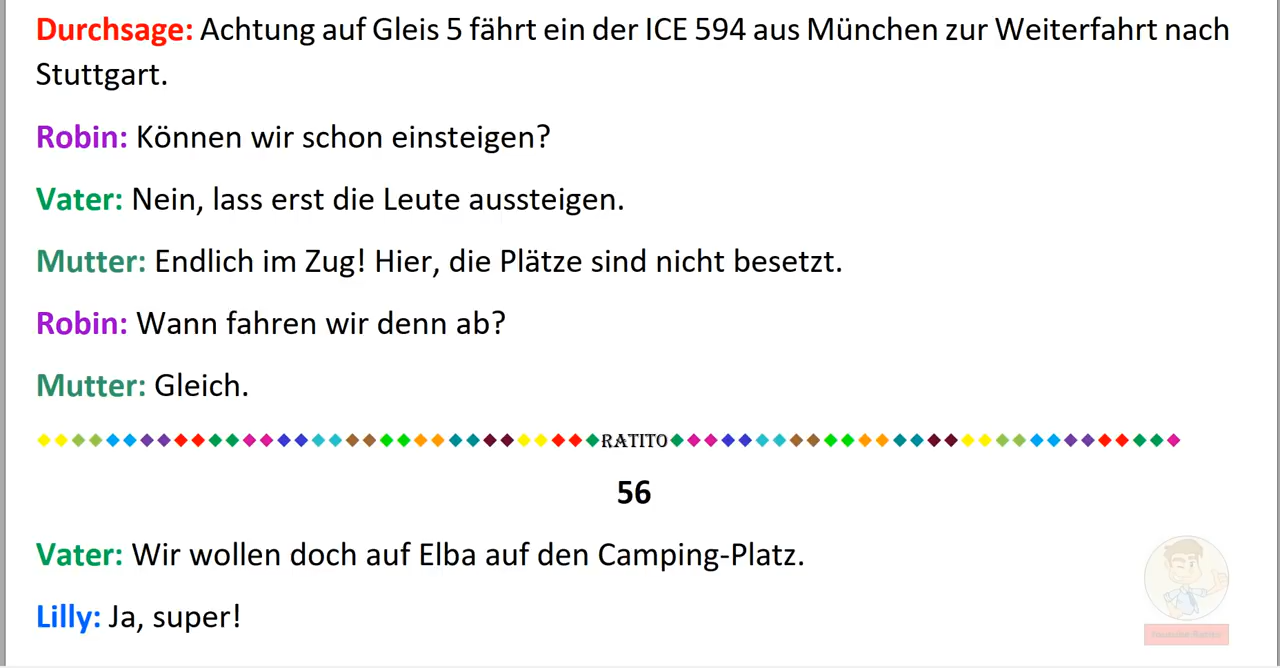 Durchsage: Achtung auf Gleis 5 fährt ein der ICE 594 aus München zur Weiterfahrt nach
Stuttgart.
Robin: Können wir schon einsteigen?
Vater: Nein, lass erst die Leute aussteigen.
Mutter: Endlich im Zug! Hier, die Plätze sind nicht besetzt.
Robin: Wann fahren wir denn ab?
Mutter: Gleich.
RATITO
56
Vater: Wir wollen doch auf Elba auf den Camping-Platz.
Lilly: Ja, super!